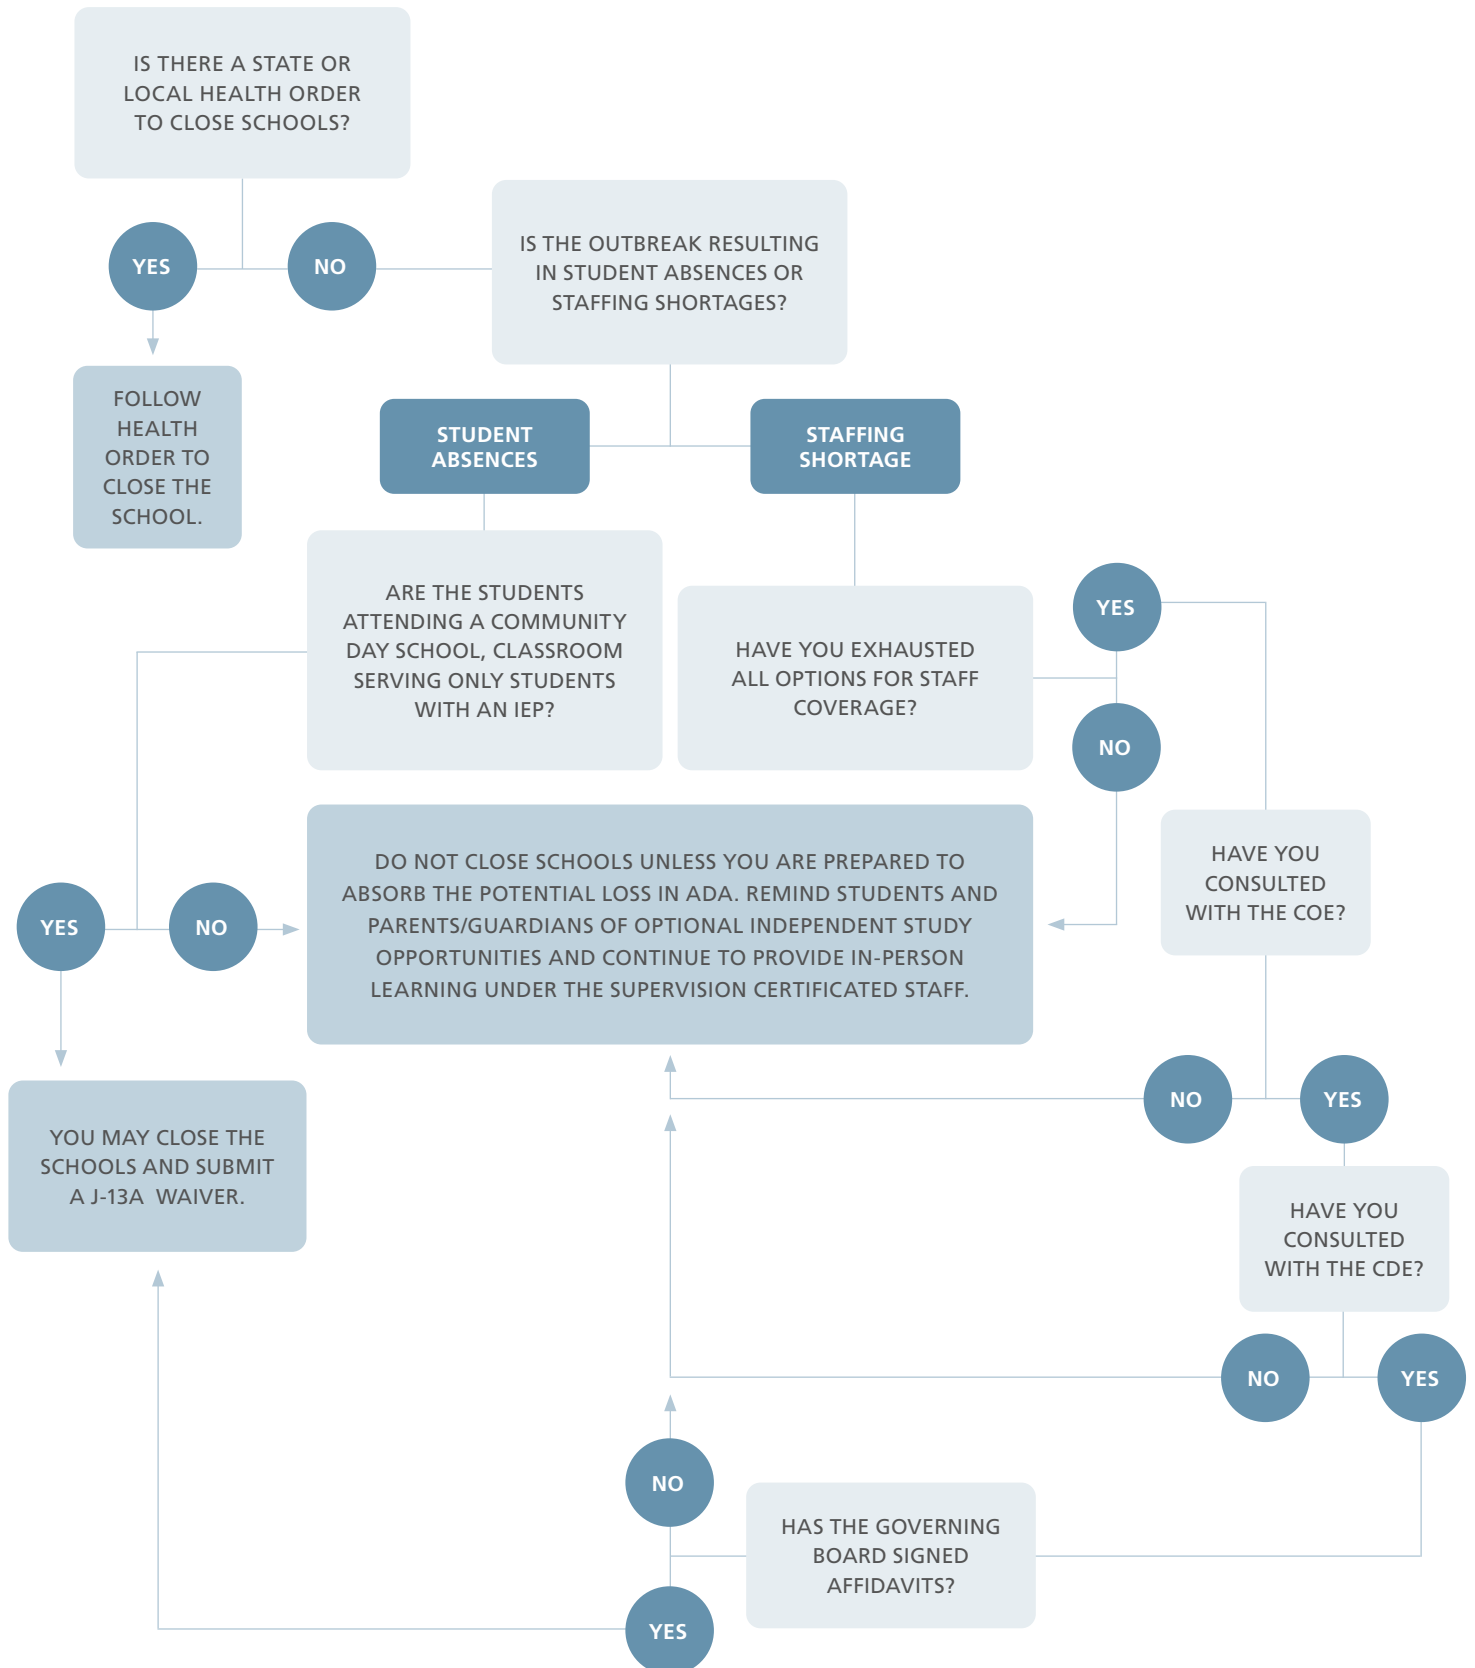 IS THERE A STATE OR
LOCAL HEALTH ORDER
TO CLOSE SCHOOLS?
YES
NO
IS THE OUTBREAK RESULTING
IN STUDENT ABSENCES OR
STAFFING SHORTAGES?
FOLLOW
HEALTH
ORDER TO
CLOSE THE
SCHOOL.
STUDENT
ABSENCES
STAFFING
SHORTAGE
ARE THE STUDENTS
ATTENDING A COMMUNITY
DAY SCHOOL, CLASSROOM
SERVING ONLY STUDENTS
WITH AN IEP?
HAVE YOU EXHAUSTED
ALL OPTIONS FOR STAFF
COVERAGE?
YES
NO
YES
NO
DO NOT CLOSE SCHOOLS UNLESS YOU ARE PREPARED TO
ABSORB THE POTENTIAL LOSS IN ADA. REMIND STUDENTS AND
PARENTS/GUARDIANS OF OPTIONAL INDEPENDENT STUDY
OPPORTUNITIES AND CONTINUE TO PROVIDE IN-PERSON
LEARNING UNDER THE SUPERVISION CERTIFICATED STAFF.
HAVE YOU
CONSULTED
WITH THE COE?
YOU MAY CLOSE THE
SCHOOLS AND SUBMIT
A J-13A WAIVER.
NO
YES
HAVE YOU
CONSULTED
WITH THE CDE?
NO
YES
NO
HAS THE GOVERNING
BOARD SIGNED
AFFIDAVITS?
YES